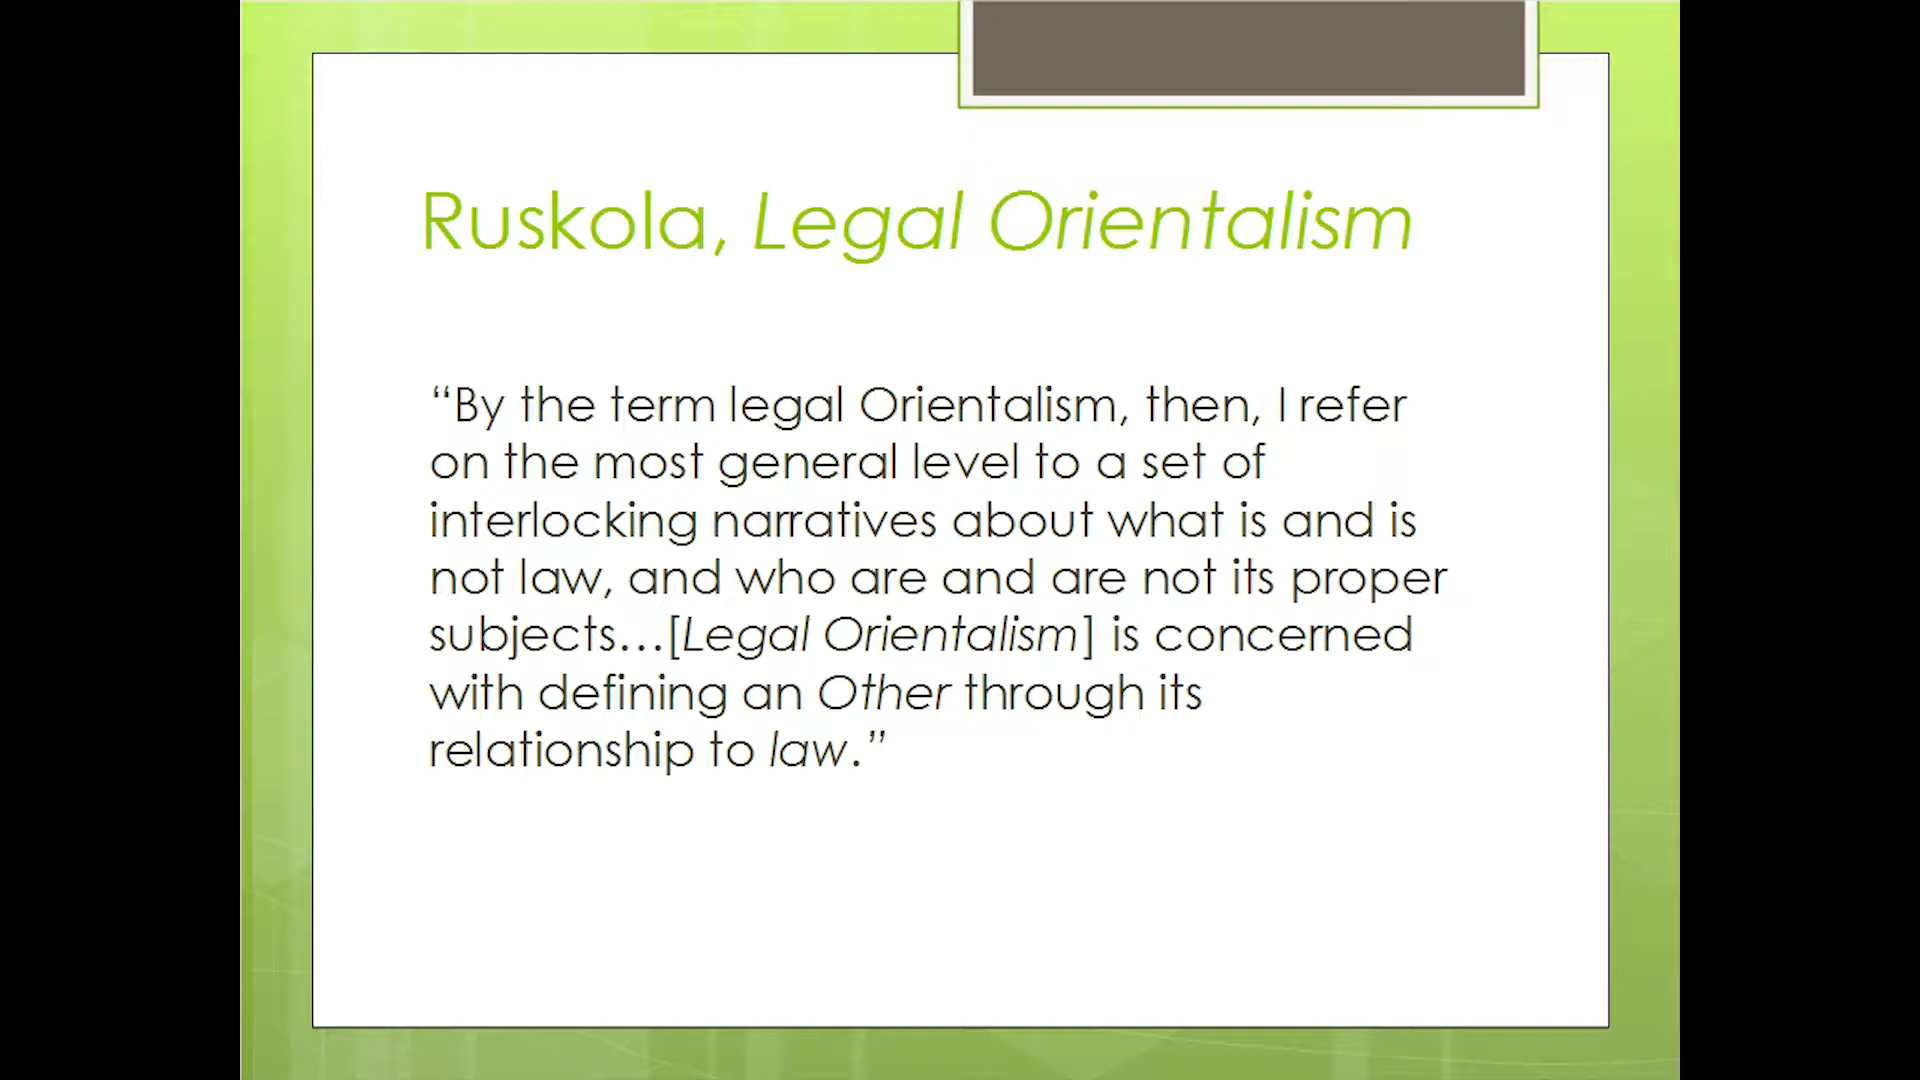 Ruskola, Legal Orientalism
“By the term legal Orientalism, then, I refer
on the most general level to a set of
interlocking narratives about what is and is
not law, and who are and are not its proper
subjects…[Legal Orientalism] is concerned
with defining an Other through its
relationship to law.”